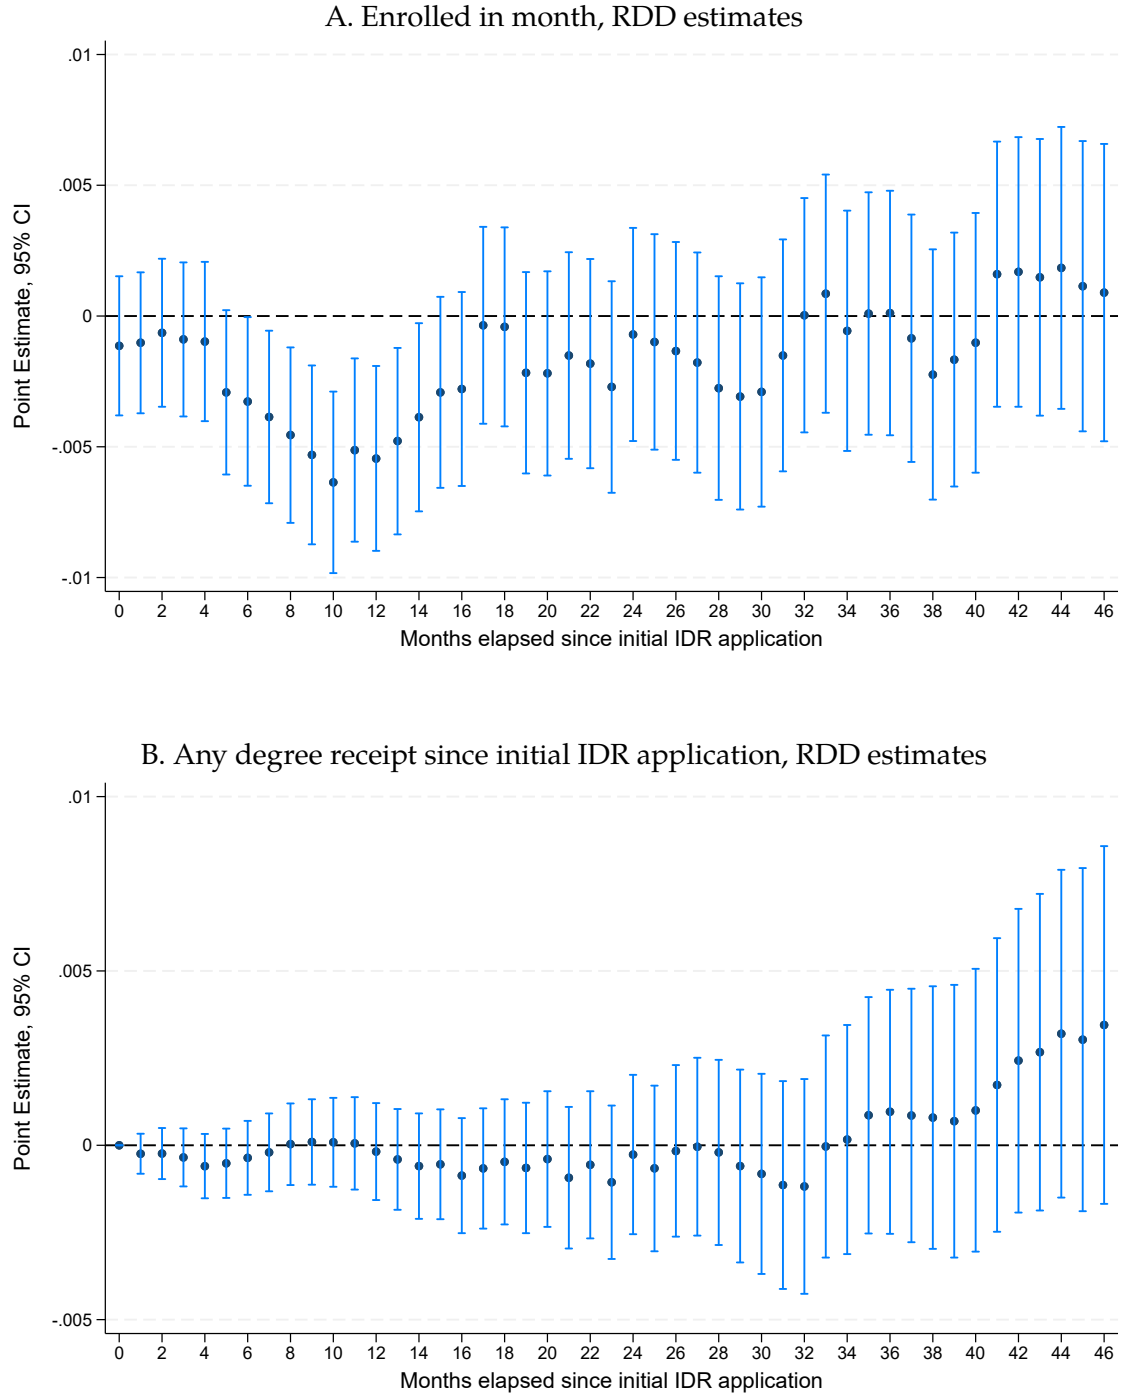 A. Enrolled in month, RDD estimates
.01
.005
0
-.005
-.01
Point Estimate, 95% CI
0 2 4 6 8 10 12 14 16 18 20 22 24 26 28 30 32 34 36 38 40 42 44 46
Months elapsed since initial IDR application
B. Any degree receipt since initial IDR application, RDD estimates
.01
.005
0
-.005
Point Estimate, 95% CI
0 2 4 6 8 10 12 14 16 18 20 22 24 26 28 30 32 34 36 38 40 42 44 46
Months elapsed since initial IDR application